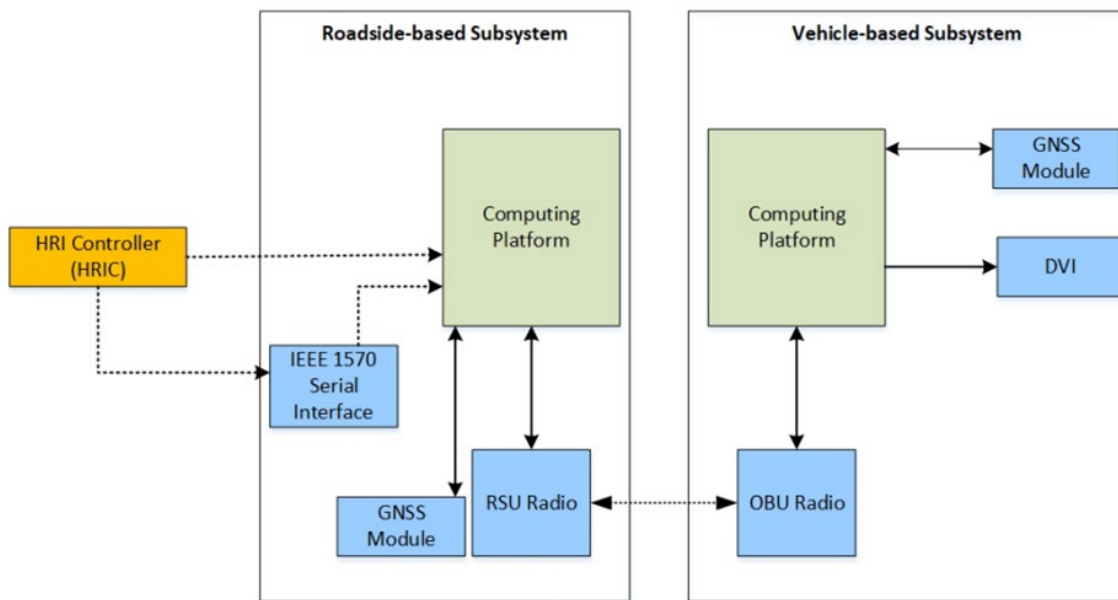 Roadside-based Subsystem
Vehicle-based Subsystem
HRI Controller
(HRIC)
Computing
Platform
IEEE 1570
Serial
Interface
GNSS
Module
RSU Radio
Computing
Platform
GNSS
Module
DVI
OBU Radio